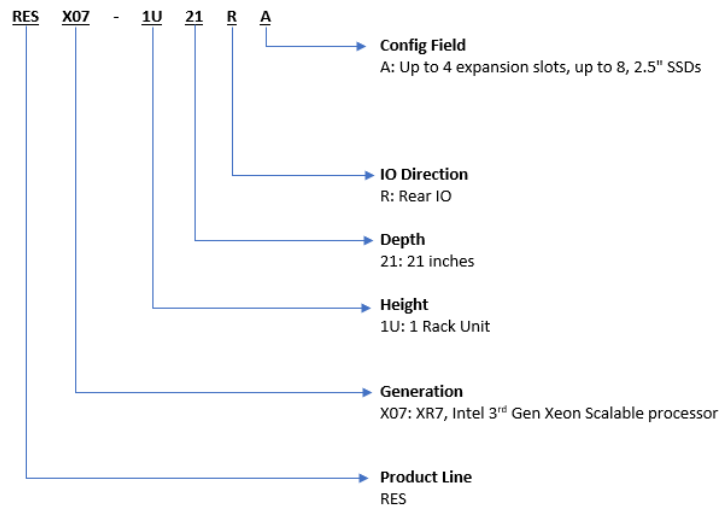 RES X07 - 1U 21 R A
Config Field
A: Up to 4 expansion slots, up to 8, 2.5" SSDs
IO Direction
R: Rear IO
Depth
21: 21 inches
Height
1U: 1 Rack Unit
Generation
X07: XR7, Intel 3rd Gen Xeon Scalable processor
Product Line
RES